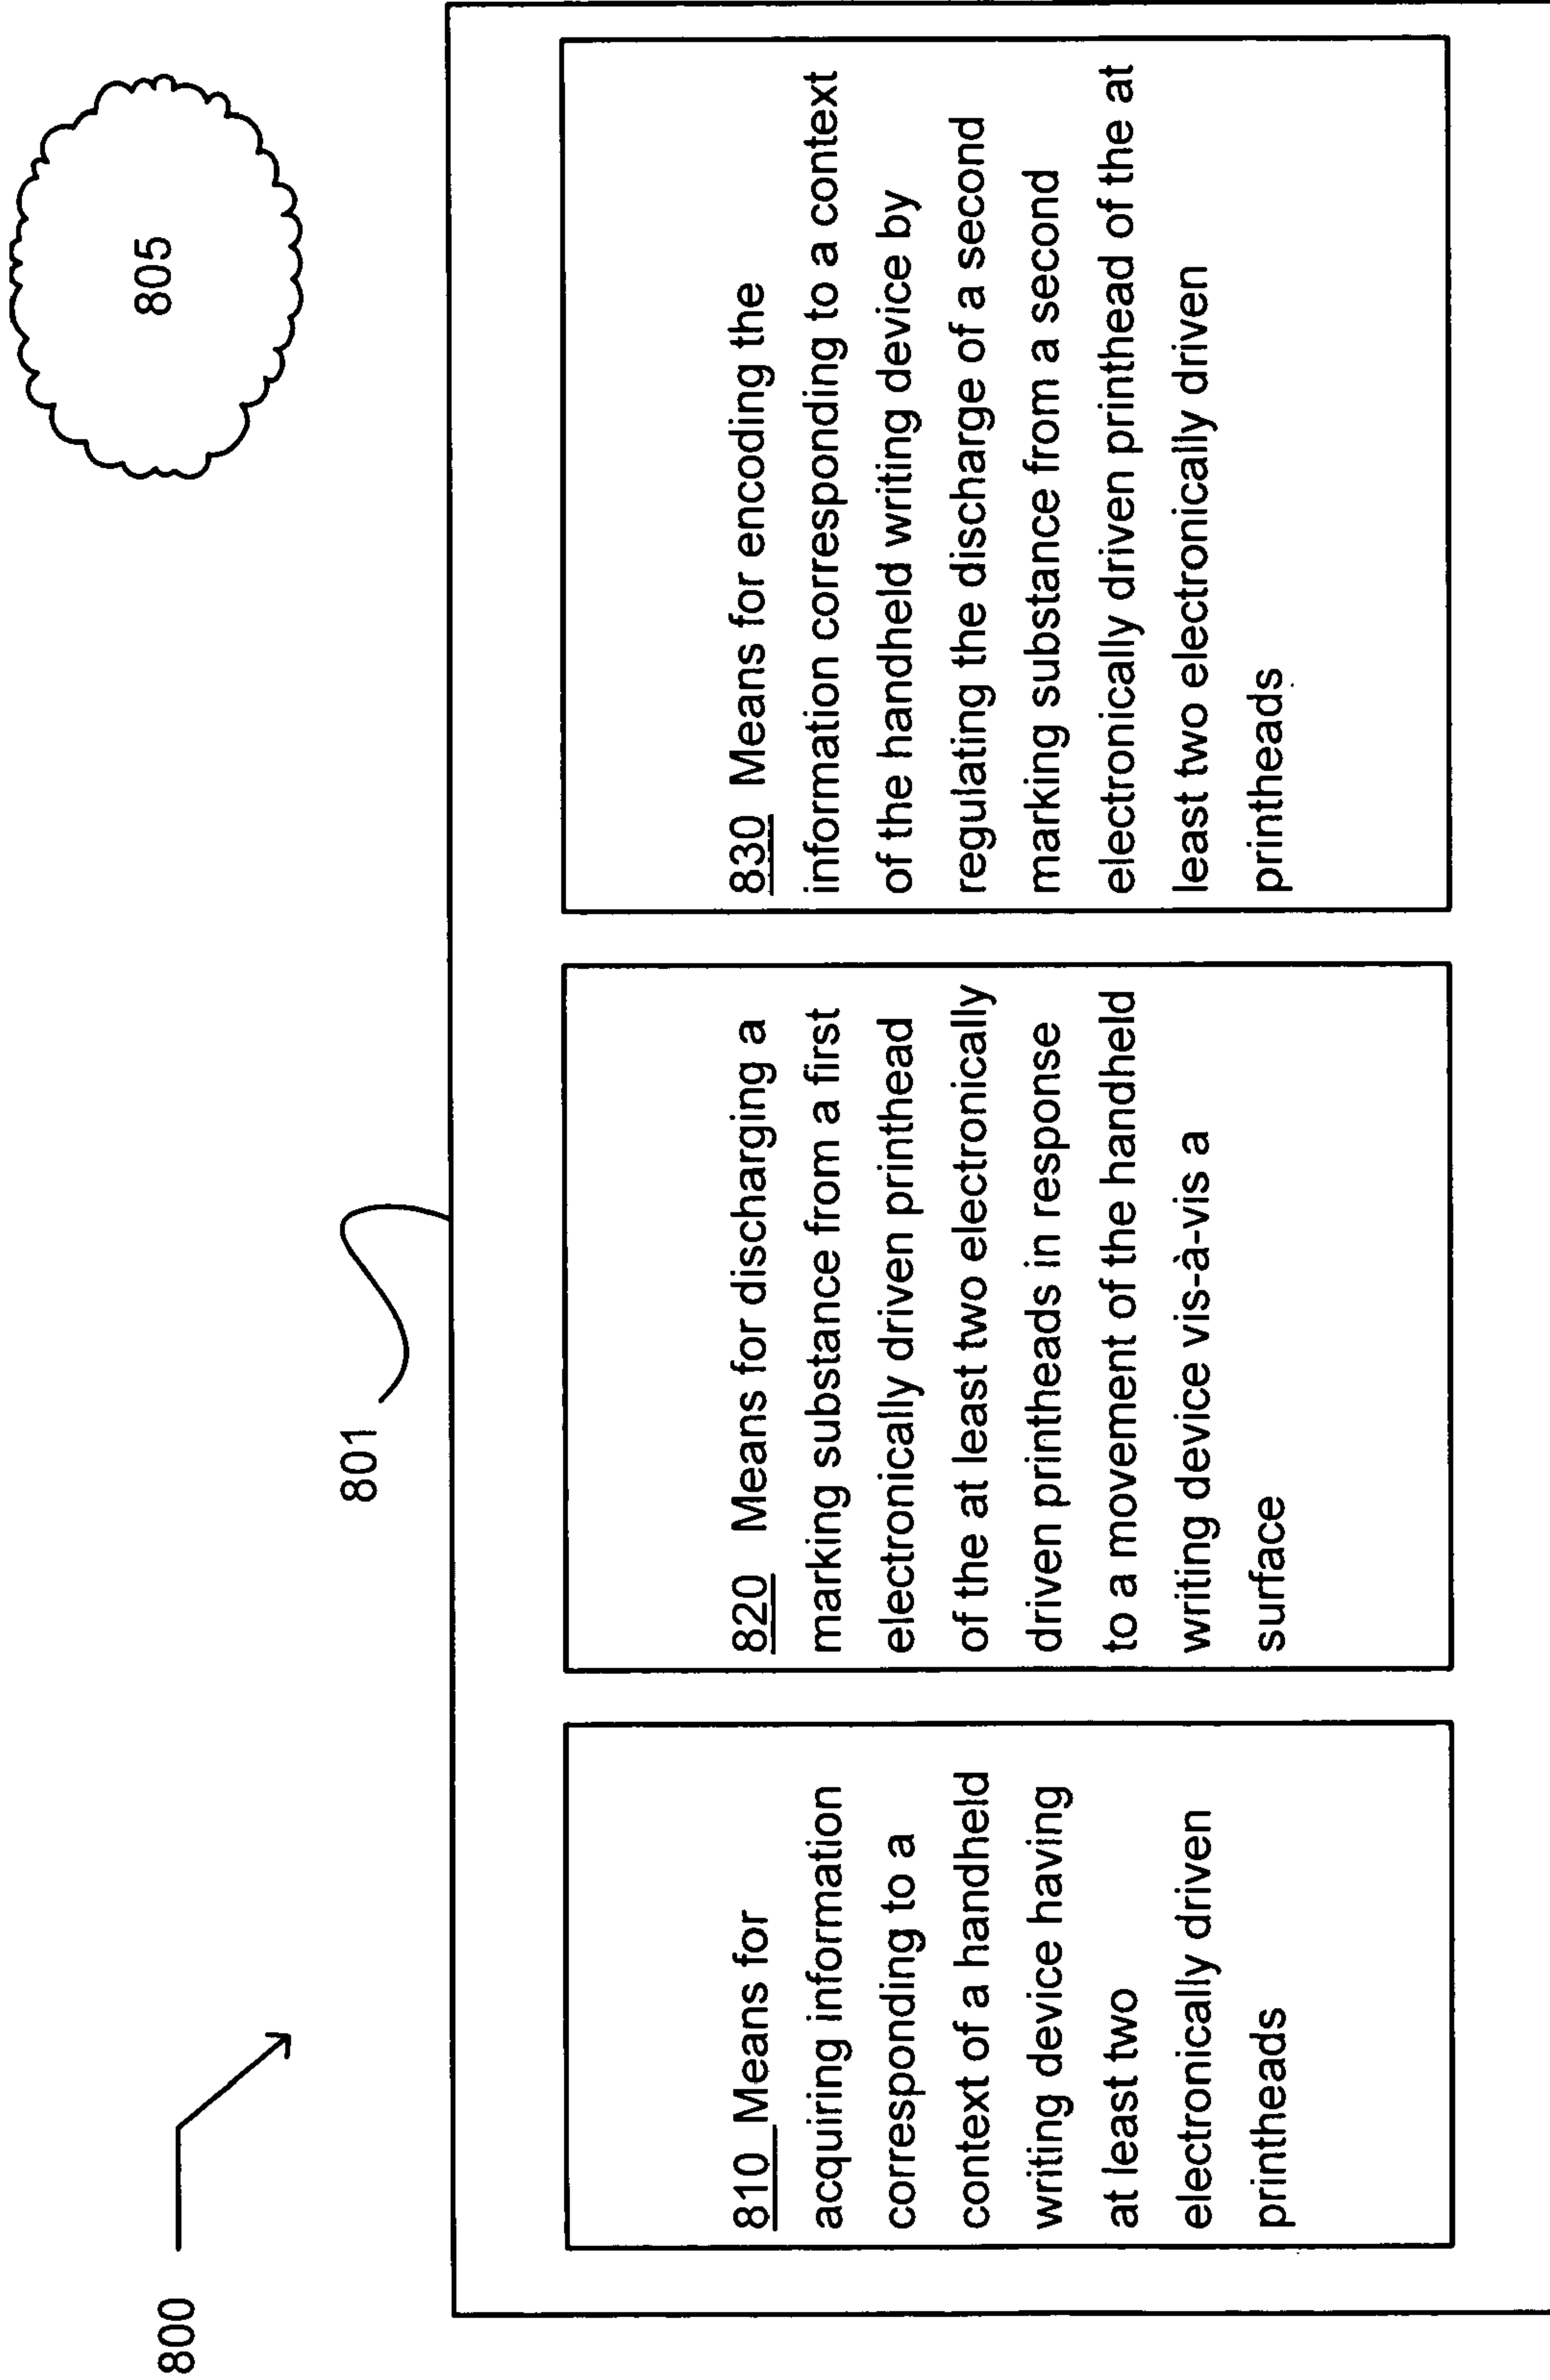 800
805
801
810 Means for
acquiring information
corresponding to a
context of a handheld
writing device having
at least two
electronically driven
printheads
820 Means for discharging a
marking substance from a first
electronically driven printhead
of the at least two electronically
driven printheads in response
to a movement of the handheld
writing device vis-à-vis a
surface
830 Means for encoding the
information corresponding to a context
of the handheld writing device by
regulating the discharge of a second
marking substance from a second
electronically driven printhead of the at
least two electronically driven
printheads